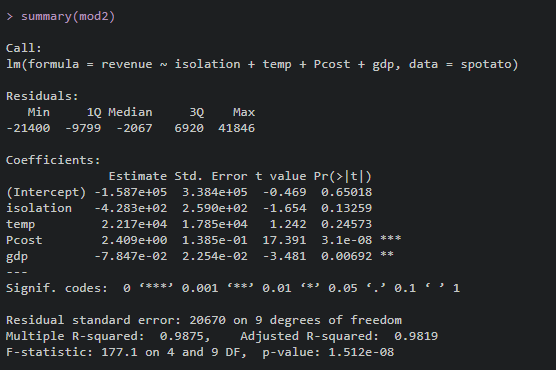 > summary(mod2)
Call:
lm(formula = revenue ~ isolation + temp + Pcost + gdp, data = spotato)
Residuals:
   Min     1Q Median     3Q    Max
-21400  -9799  -2067   6920  41846
Coefficients:
              Estimate Std. Error t value Pr(>|t|)
(Intercept) -1.587e+05  3.384e+05  -0.469  0.65018
isolation   -4.283e+02  2.590e+02  -1.654  0.13259
temp         2.217e+04  1.785e+04   1.242  0.24573
Pcost        2.409e+00  1.385e-01  17.391  3.1e-08 ***
gdp         -7.847e-02  2.254e-02  -3.481  0.00692 **
---
Signif. codes:  0 ‘***’ 0.001 ‘**’ 0.01 ‘*’ 0.05 ‘.’ 0.1 ‘ ’ 1
Residual standard error: 20670 on 9 degrees of freedom
Multiple R-squared:  0.9875,    Adjusted R-squared:  0.9819
F-statistic: 177.1 on 4 and 9 DF,  p-value: 1.512e-08